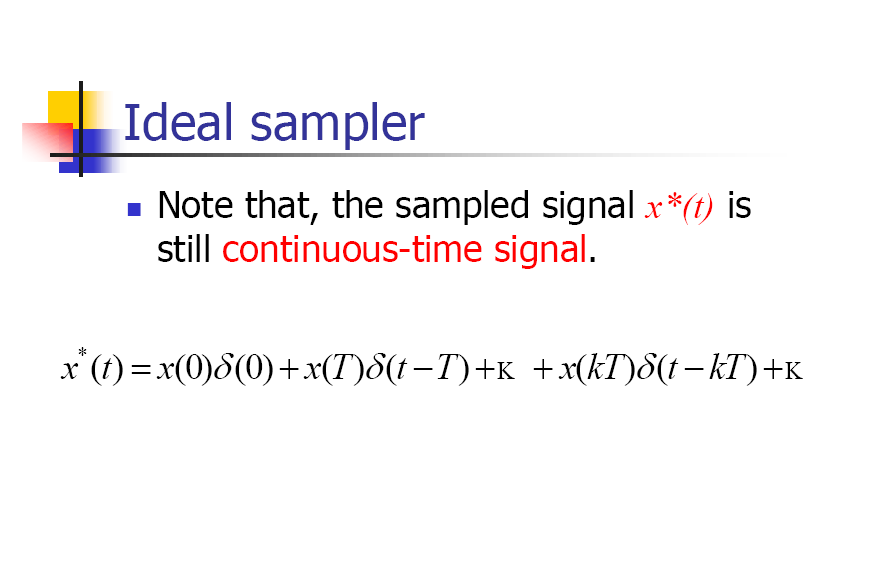 Ideal sampler
Note that, the sampled signal x*(t) is
still continuous-time signal.
x*(t) = x(0)δ(0) + x(T)δ(t − T) + K + x(kT)δ(t − kT) + K